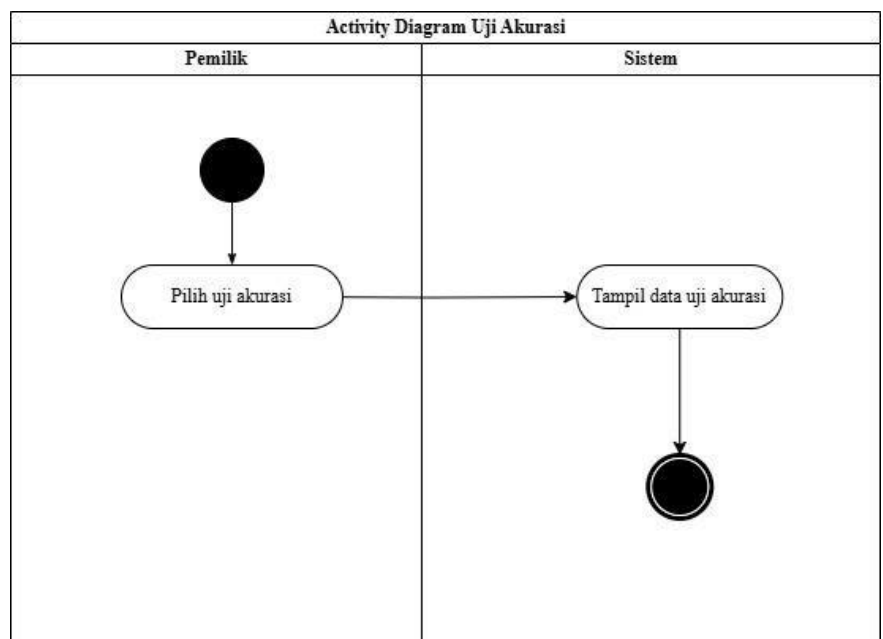 Activity Diagram Uji Akurasi
Pemilik
Sistem
Pilih uji akurasi
Tampil data uji akurasi